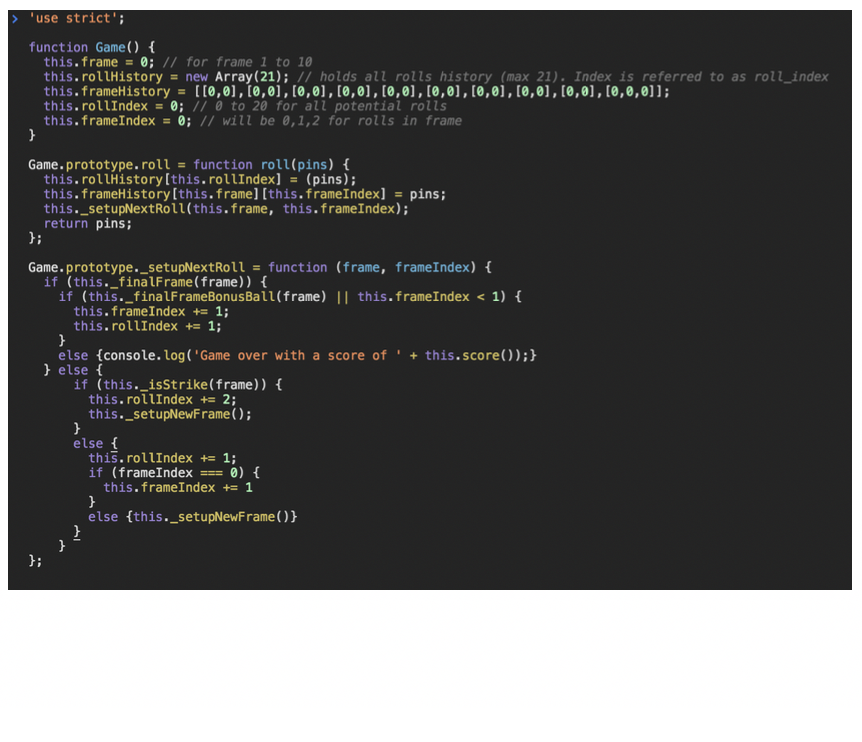 > 'use strict';

function Game() {
  this.frame = 0; // for frame 1 to 10
  this.rollHistory = new Array(21); // holds all rolls history (max 21). Index is referred to as roll_index
  this.frameHistory = [[0,0],[0,0],[0,0],[0,0],[0,0],[0,0],[0,0],[0,0],[0,0],[0,0,0]];
  this.rollIndex = 0; // 0 to 20 for all potential rolls
  this.frameIndex = 0; // will be 0,1,2 for rolls in frame
}

Game.prototype.roll = function roll(pins) {
  this.rollHistory[this.rollIndex] = (pins);
  this.frameHistory[this.frame][this.frameIndex] = pins;
  this._setupNextRoll(this.frame, this.frameIndex);
  return pins;
};

Game.prototype._setupNextRoll = function (frame, frameIndex) {
  if (this._finalFrame(frame)) {
    if (this._finalFrameBonusBall(frame) || this.frameIndex < 1) {
      this.frameIndex += 1;
      this.rollIndex += 1;
    }
    else {console.log('Game over with a score of ' + this.score());}
  } else {
      if (this._isStrike(frame)) {
        this.rollIndex += 2;
        this._setupNewFrame();
      }
      else {
        this.rollIndex += 1;
        if (frameIndex === 0) {
          this.frameIndex += 1
        }
        else {this._setupNewFrame()}
      }
    }
};